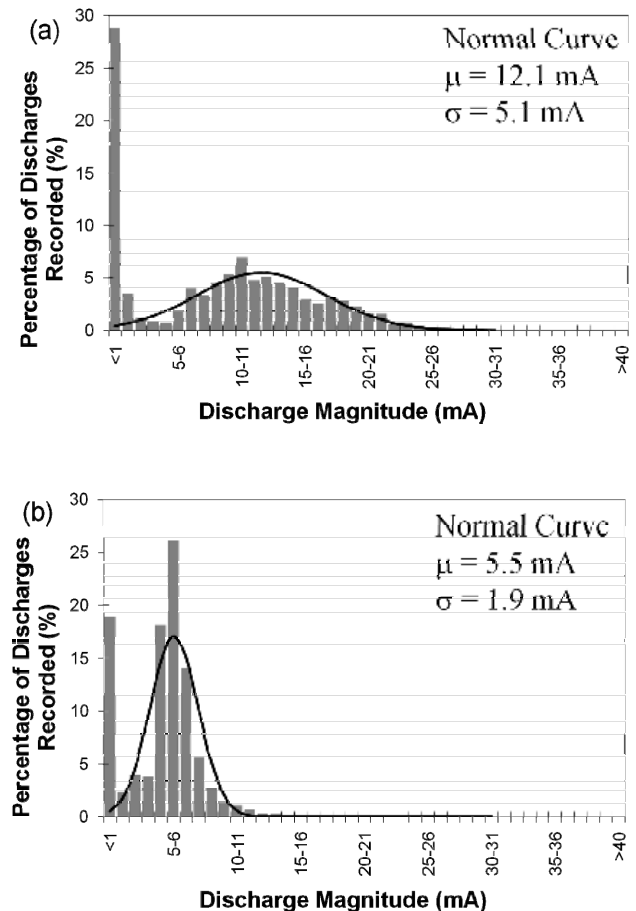 (a)
Normal Curve
μ = 12.1 mA
σ = 5.1 mA
Percentage of Discharges
Recorded (%)
30
25
20
15
10
5
0
<1
5-6
10-11
15-16
20-21
25-26
30-31
35-36
>40
Discharge Magnitude (mA)
(b)
Normal Curve
μ = 5.5 mA
σ = 1.9 mA
Percentage of Discharges
Recorded (%)
30
25
20
15
10
5
0
<1
5-6
10-11
15-16
20-21
25-26
30-31
35-36
>40
Discharge Magnitude (mA)